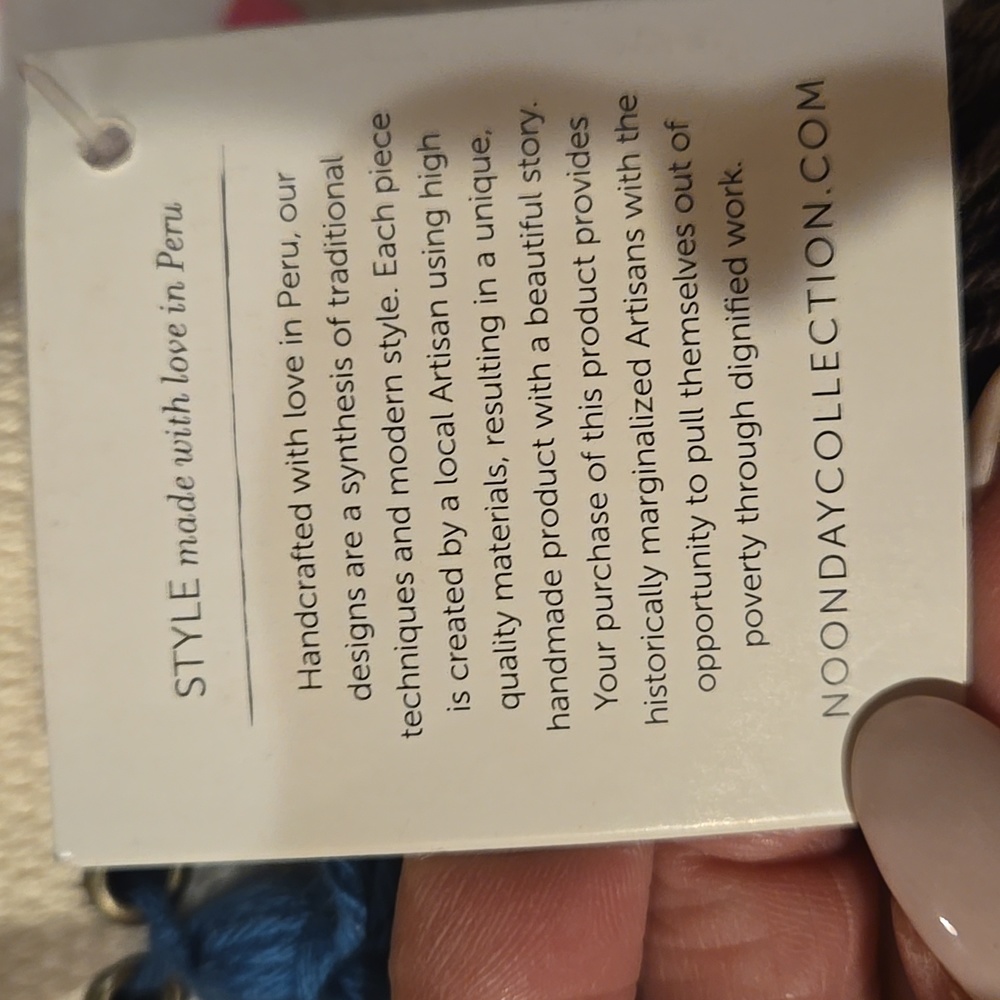 STYLE made with love in Peru
Handcrafted with love in Peru, our
designs are a synthesis of traditional
techniques and modern style. Each piece
is created by a local Artisan using high
quality materials, resulting in a unique,
handmade product with a beautiful story.
Your purchase of this product provides
historically marginalized Artisans with the
opportunity to pull themselves out of
poverty through dignified work.
NOONDAYCOLLECTION.COM